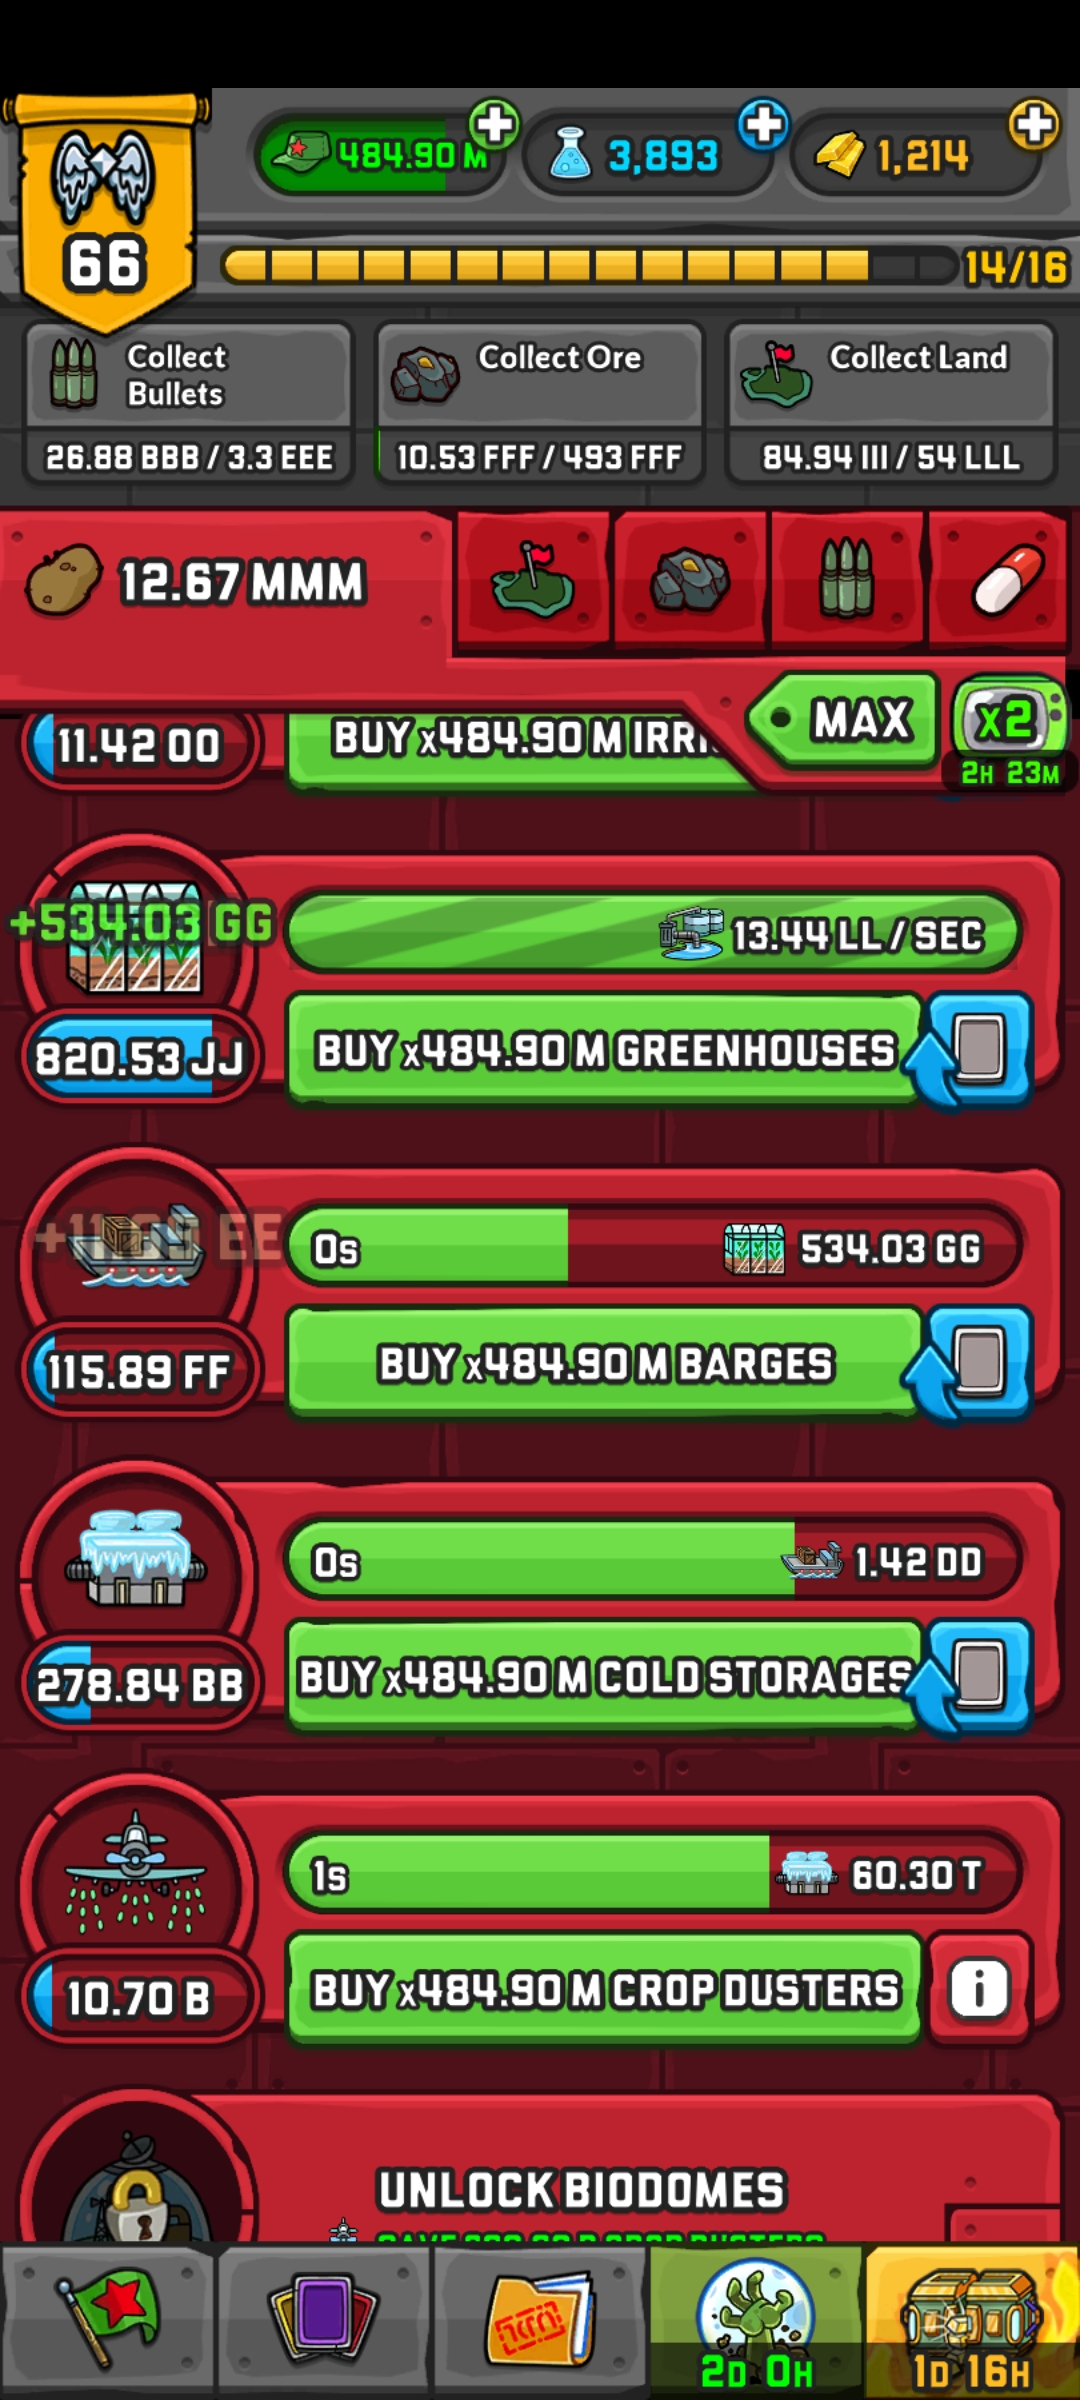 484.90 M
3,893
1,214
66
14/16
Collect
Bullets
26.88 BBB / 3.3 EEE
Collect Ore
10.53 FFF / 493 FFF
Collect Land
84.94 III / 54 LLL
12.67 MMM
MAX
x2
2H 23M
11.42 OO
BUY x484.90 M
+534.03 GG
13.44 LL / SEC
820.53 JJ
BUY x484.90 M GREENHOUSES
0s
534.03 GG
115.89 FF
BUY x484.90 M BARGES
0s
1.42 DD
278.84 BB
BUY x484.90 M COLD STORAGES
1s
60.30 T
10.70 B
BUY x484.90 M CROP DUSTERS
i
UNLOCK BIODOMES
2D 0H
1D 16H